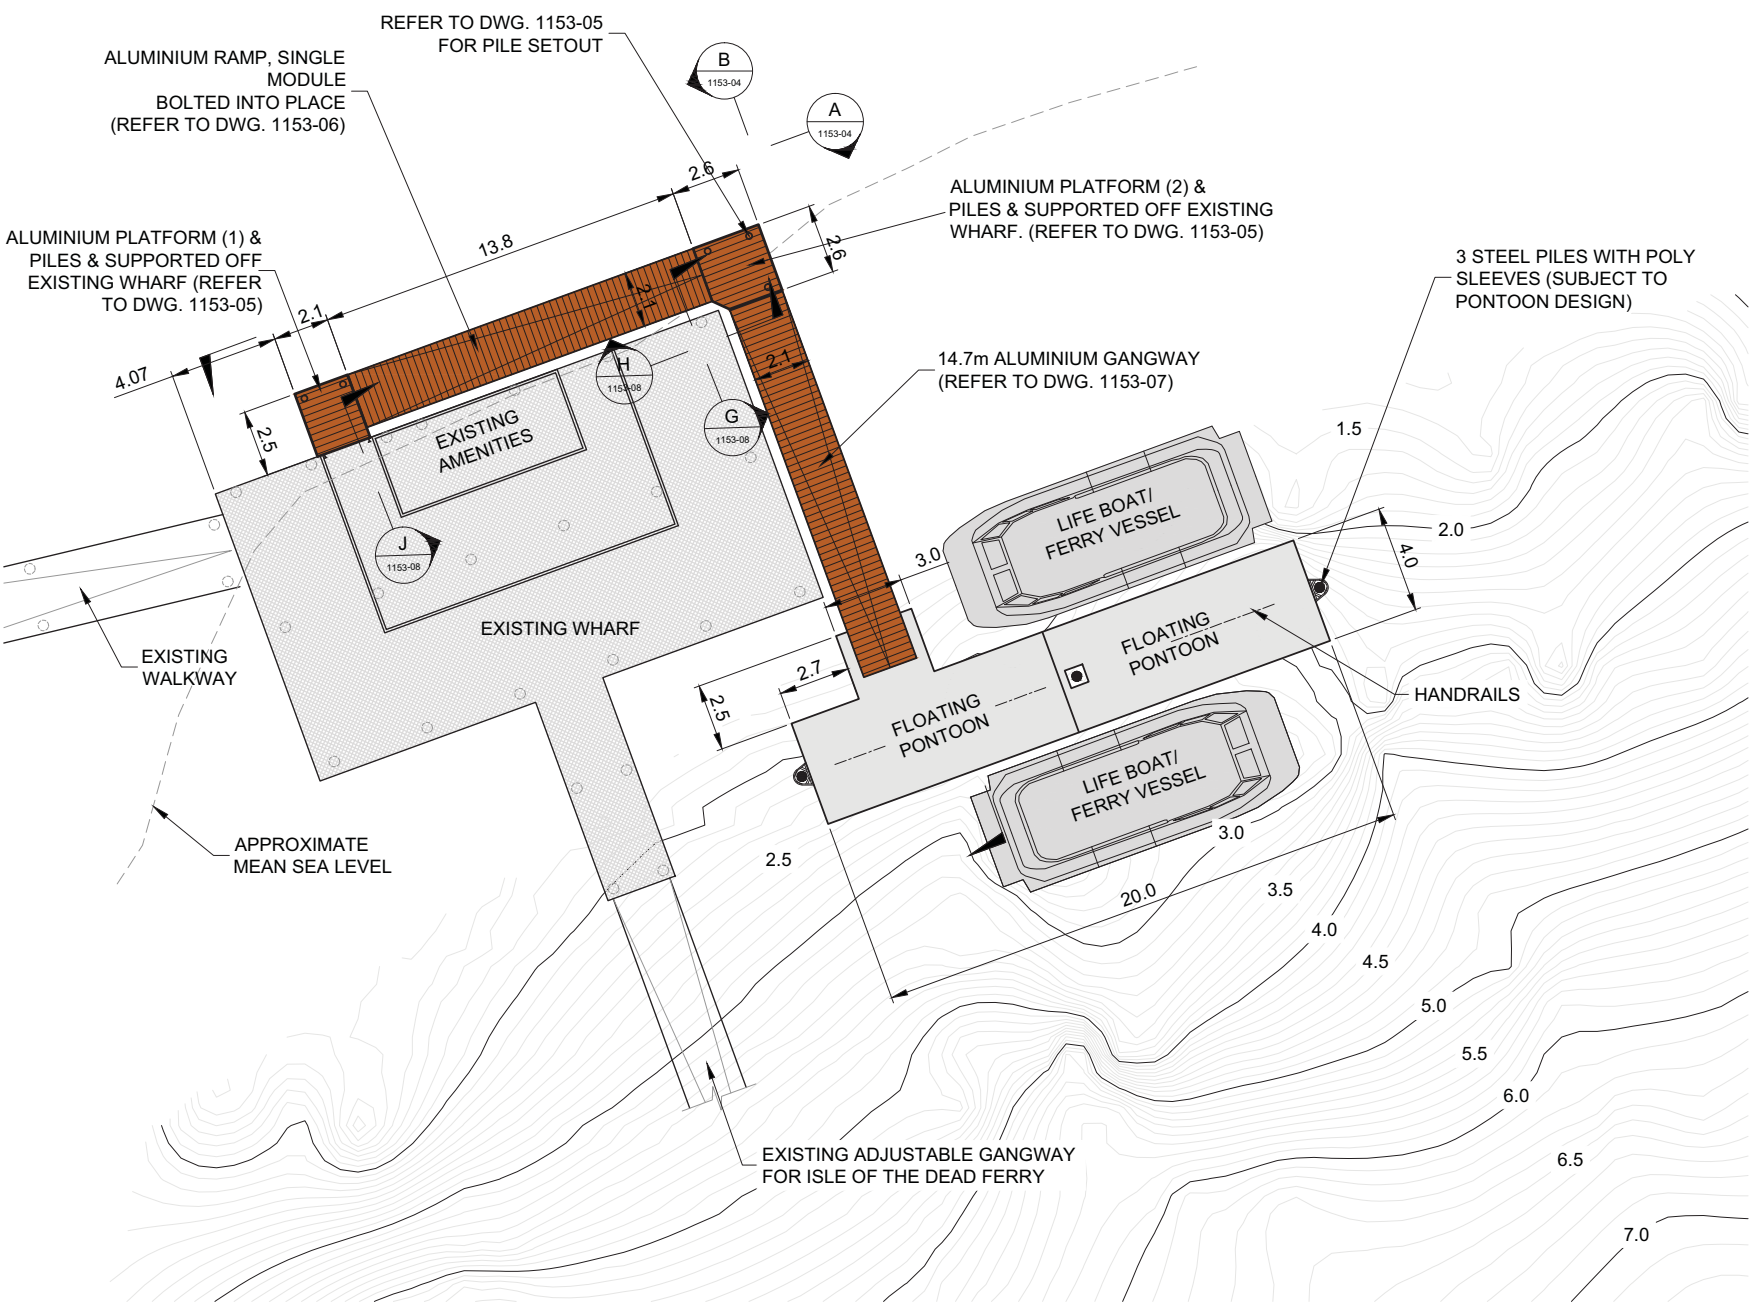 REFER TO DWG. 1153-05
FOR PILE SETOUT
ALUMINIUM RAMP, SINGLE
MODULE
BOLTED INTO PLACE
(REFER TO DWG. 1153-06)
B
1153-04
A
1153-04
2.6
ALUMINIUM PLATFORM (2) &
PILES & SUPPORTED OFF EXISTING
WHARF. (REFER TO DWG. 1153-05)
ALUMINIUM PLATFORM (1) &
PILES & SUPPORTED OFF
EXISTING WHARF (REFER
TO DWG. 1153-05)
13.8
2.6
3 STEEL PILES WITH POLY
SLEEVES (SUBJECT TO
PONTOON DESIGN)
2.1
2.1
2.1
4.07
2.5
H
1153-08
G
1153-08
14.7m ALUMINIUM GANGWAY
(REFER TO DWG. 1153-07)
EXISTING
AMENITIES
1.5
LIFE BOAT/
FERRY VESSEL
2.0
4.0
J
1153-08
3.0
EXISTING WHARF
FLOATING
PONTOON
EXISTING
WALKWAY
2.7
2.5
FLOATING
PONTOON
HANDRAILS
LIFE BOAT/
FERRY VESSEL
APPROXIMATE
MEAN SEA LEVEL
2.5
3.0
20.0
3.5
4.0
4.5
5.0
5.5
6.0
EXISTING ADJUSTABLE GANGWAY
FOR ISLE OF THE DEAD FERRY
6.5
7.0